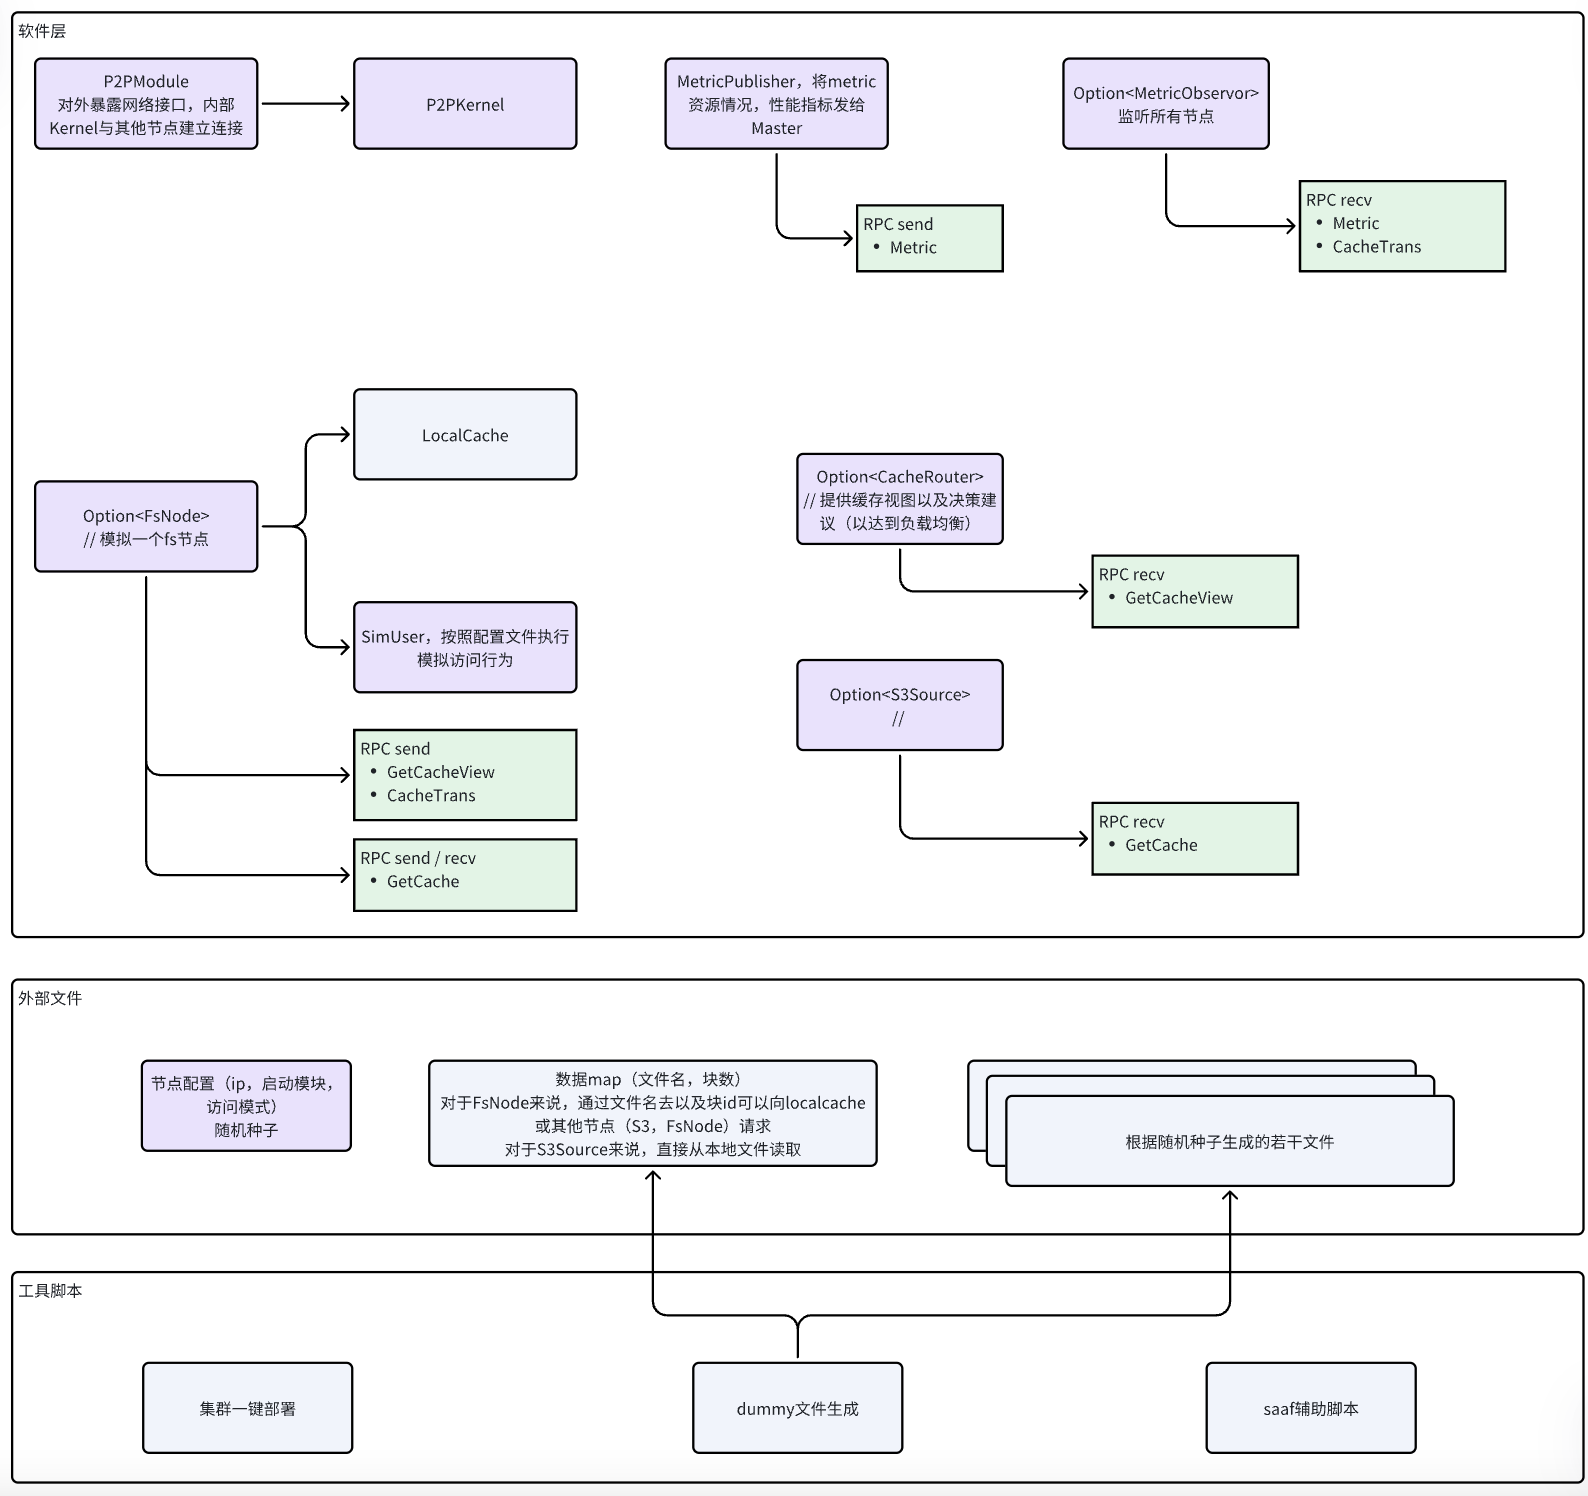 软件层
P2PModule
对外暴露网络接口，内部
Kernel与其他节点建立连接
P2PKernel
MetricPublisher，将metric
资源情况，性能指标发给
Master
Option<MetricObservor>
监听所有节点
RPC send
• Metric
RPC recv
• Metric
• CacheTrans
LocalCache
Option<FsNode>
// 模拟一个fs节点
SimUser，按照配置文件执行
模拟访问行为
RPC send
• GetCacheView
• CacheTrans
RPC send / recv
• GetCache
Option<CacheRouter>
// 提供缓存视图以及决策建
议（以达到负载均衡）
RPC recv
• GetCacheView
Option<S3Source>
//
RPC recv
• GetCache
外部文件
节点配置（ip，启动模块，
访问模式）
随机种子
数据map（文件名，块数）
对于FsNode来说，通过文件名去以及块id可以向localcache
或其他节点（S3，FsNode）请求
对于S3Source来说，直接从本地文件读取
根据随机种子生成的若干文件
工具脚本
集群一键部署
dummy文件生成
saaf辅助脚本